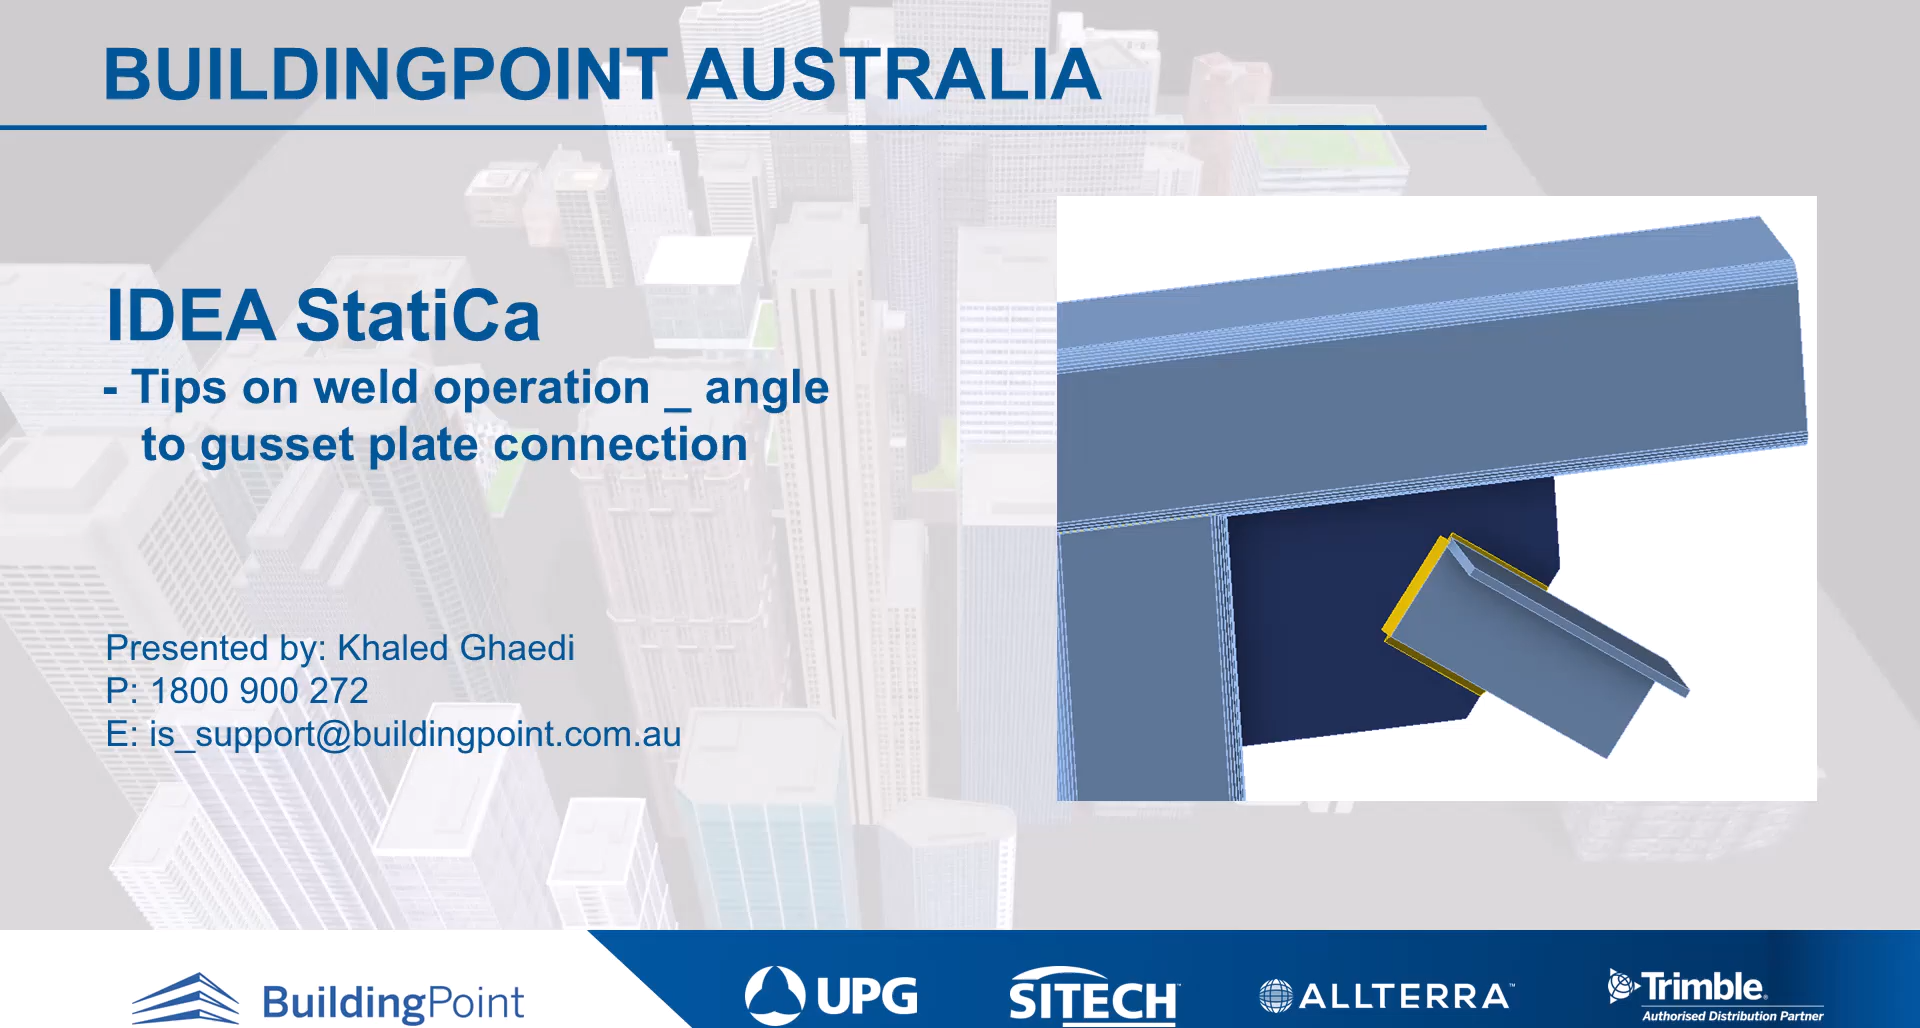 BUILDINGPOINT AUSTRALIA
IDEA StatiCa
- Tips on weld operation _ angle
to gusset plate connection
Presented by: Khaled Ghaedi
P: 1800 900 272
E: is_support@buildingpoint.com.au
BuildingPoint
UPG
SITECH
ALLTERRA™
Trimble®
Authorised Distribution Partner